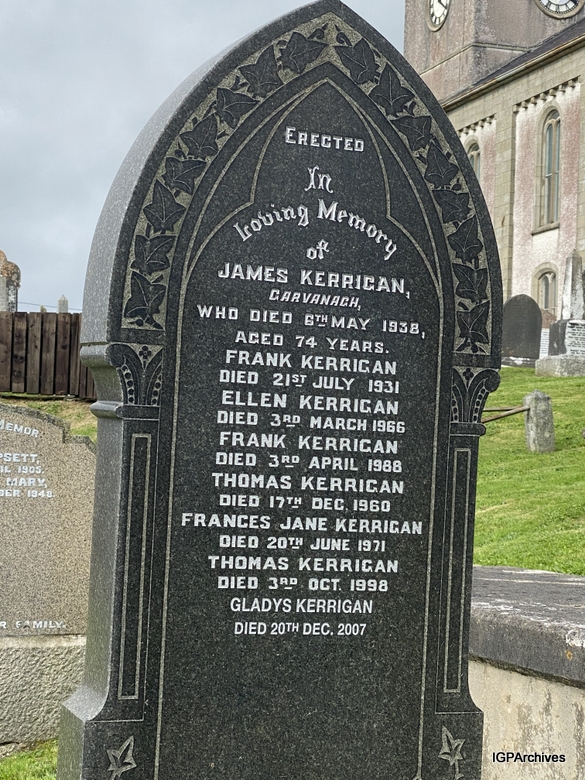 ERECTED
In
Loving Memory
of
JAMES KERRIGAN,
CARVANAGH,
WHO DIED 6TH MAY 1938,
AGED 74 YEARS.
FRANK KERRIGAN
DIED 21ST JULY 1931
ELLEN KERRIGAN
DIED 3RD MARCH 1966
FRANK KERRIGAN
DIED 3RD APRIL 1988
THOMAS KERRIGAN
DIED 17TH DEC. 1960
FRANCES JANE KERRIGAN
DIED 20TH JUNE 1971
THOMAS KERRIGAN
DIED 3RD OCT. 1998
GLADYS KERRIGAN
DIED 20TH DEC. 2007
1905.
MARY,
1948.
FAMILY.
IGPArchives